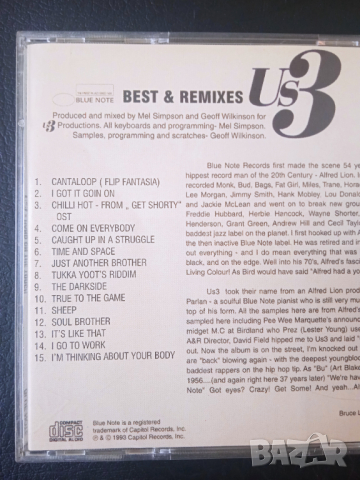 BLUE NOTE
BEST & REMIXES
Us3
Produced and mixed by Mel Simpson and Geoff Wilkinson for
Us3 Productions. All keyboards and programming- Mel Simpson.
Samples, programming and scratches- Geoff Wilkinson.
1. CANTALOOP ( FLIP FANTASIA)
2. I GOT IT GOIN ON
3. CHILLI HOT - FROM „ GET SHORTY"
OST
4. COME ON EVERYBODY
5. CAUGHT UP IN A STRUGGLE
6. TIME AND SPACE
7. JUST ANOTHER BROTHER
8. TUKKA YOOT'S RIDDIM
9. THE DARKSIDE
10. TRUE TO THE GAME
11. SHEEP
12. SOUL BROTHER
13. IT'S LIKE THAT
14. I GO TO WORK
15. I'M THINKING ABOUT YOUR BODY
Blue Note Records first made the scene 54 ye
hippest record man of the 20th Century - Alfred Lion.
recorded Monk, Bud, Bags, Fat Girl, Miles, Trane, Hora
Lee Morgan, Jimmy Smith, Hank Mobley, Lou Donal
and Jackie McLean and went on to break new grou
Freddie Hubbard, Herbie Hancock, Wayne Shorte
Henderson, Grant Green, Andrew Hill and Cecil
baddest jazz label on the planet. I first hooked up with A
the then inactive Blue Note label. He was retired and in
the and things - and I do mean everything that was
black, and on the edge. Well into his 70's, Alfred's fasc
Living Colour! As Bird would have said "Alfred had a yo
Us3 took their name from an Alfred Lion produ
Parlan - a soulful Blue Note pianist who is still very m
top of his form. All the samples here are from Alfred's
sampled here including Pee Wee Marquette's announ
midget M.C at Birdland who Prez (Lester Young) use
A&R Director, David Field hipped me to Us3 and laid "
out. Now the album is on the street, I'm knocked out
are "back" blowing again - with the deepest youngbloo
baddest rappers on the hip hop tip. As "Bu" (Art Blake
1956....(and again right here 37 years later) "We're hav
Note" Got eyes? Crazy! Get Some! And yeah...A
Bruce L
COMPACT
disc
DIGITAL AUDIO
Blue Note is a registered
trademark of Capitol Records, Inc.
℗ & © 1993 Capitol Records, Inc.
bazar.bg